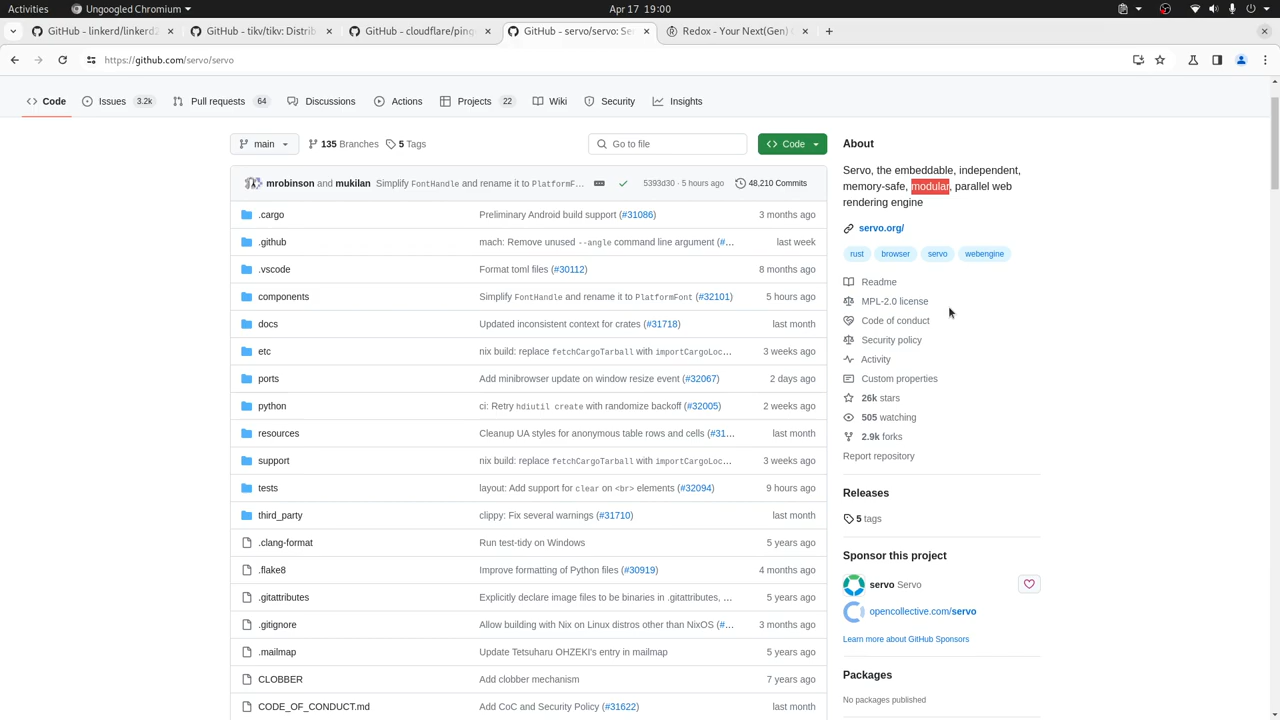 Activities
Ungoogled Chromium
Apr 17 19:00
GitHub - linkerd/linkerd2
GitHub - tikv/tikv: Distrib
GitHub - cloudflare/ping
GitHub - servo/servo: Se
Redox - Your Next(Gen)
https://github.com/servo/servo
Code
Issues 3.2k
Pull requests 64
Discussions
Actions
Projects 22
Wiki
Security
Insights
main
135 Branches
5 Tags
Go to file
Code
mrobinson and mukilan Simplify FontHandle and rename it to PlatformF… 5393d30 · 5 hours ago 48,210 Commits
.cargo Preliminary Android build support (#31086) 3 months ago
.github mach: Remove unused --angle command line argument (#… last week
.vscode Format toml files (#30112) 8 months ago
components Simplify FontHandle and rename it to PlatformFont (#32101) 5 hours ago
docs Updated inconsistent context for crates (#31718) last month
etc nix build: replace fetchCargoTarball with importCargoLoc… 3 weeks ago
ports Add minibrowser update on window resize event (#32067) 2 days ago
python ci: Retry hdiutil create with randomize backoff (#32005) 2 weeks ago
resources Cleanup UA styles for anonymous table rows and cells (#31… last month
support nix build: replace fetchCargoTarball with importCargoLoc… 3 weeks ago
tests layout: Add support for clear on <br> elements (#32094) 9 hours ago
third_party clippy: Fix several warnings (#31710) last month
.clang-format Run test-tidy on Windows 5 years ago
.flake8 Improve formatting of Python files (#30919) 4 months ago
.gitattributes Explicitly declare image files to be binaries in .gitattributes, … 5 years ago
.gitignore Allow building with Nix on Linux distros other than NixOS (#… 3 months ago
.mailmap Update Tetsuharu OHZEKI's entry in mailmap 5 years ago
CLOBBER Add clobber mechanism 7 years ago
CODE_OF_CONDUCT.md Add CoC and Security Policy (#31622) last month
About
Servo, the embeddable, independent,
memory-safe, modular, parallel web
rendering engine
servo.org/
rust browser servo webengine
Readme
MPL-2.0 license
Code of conduct
Security policy
Activity
Custom properties
26k stars
505 watching
2.9k forks
Report repository
Releases
5 tags
Sponsor this project
servo Servo
opencollective.com/servo
Learn more about GitHub Sponsors
Packages
No packages published